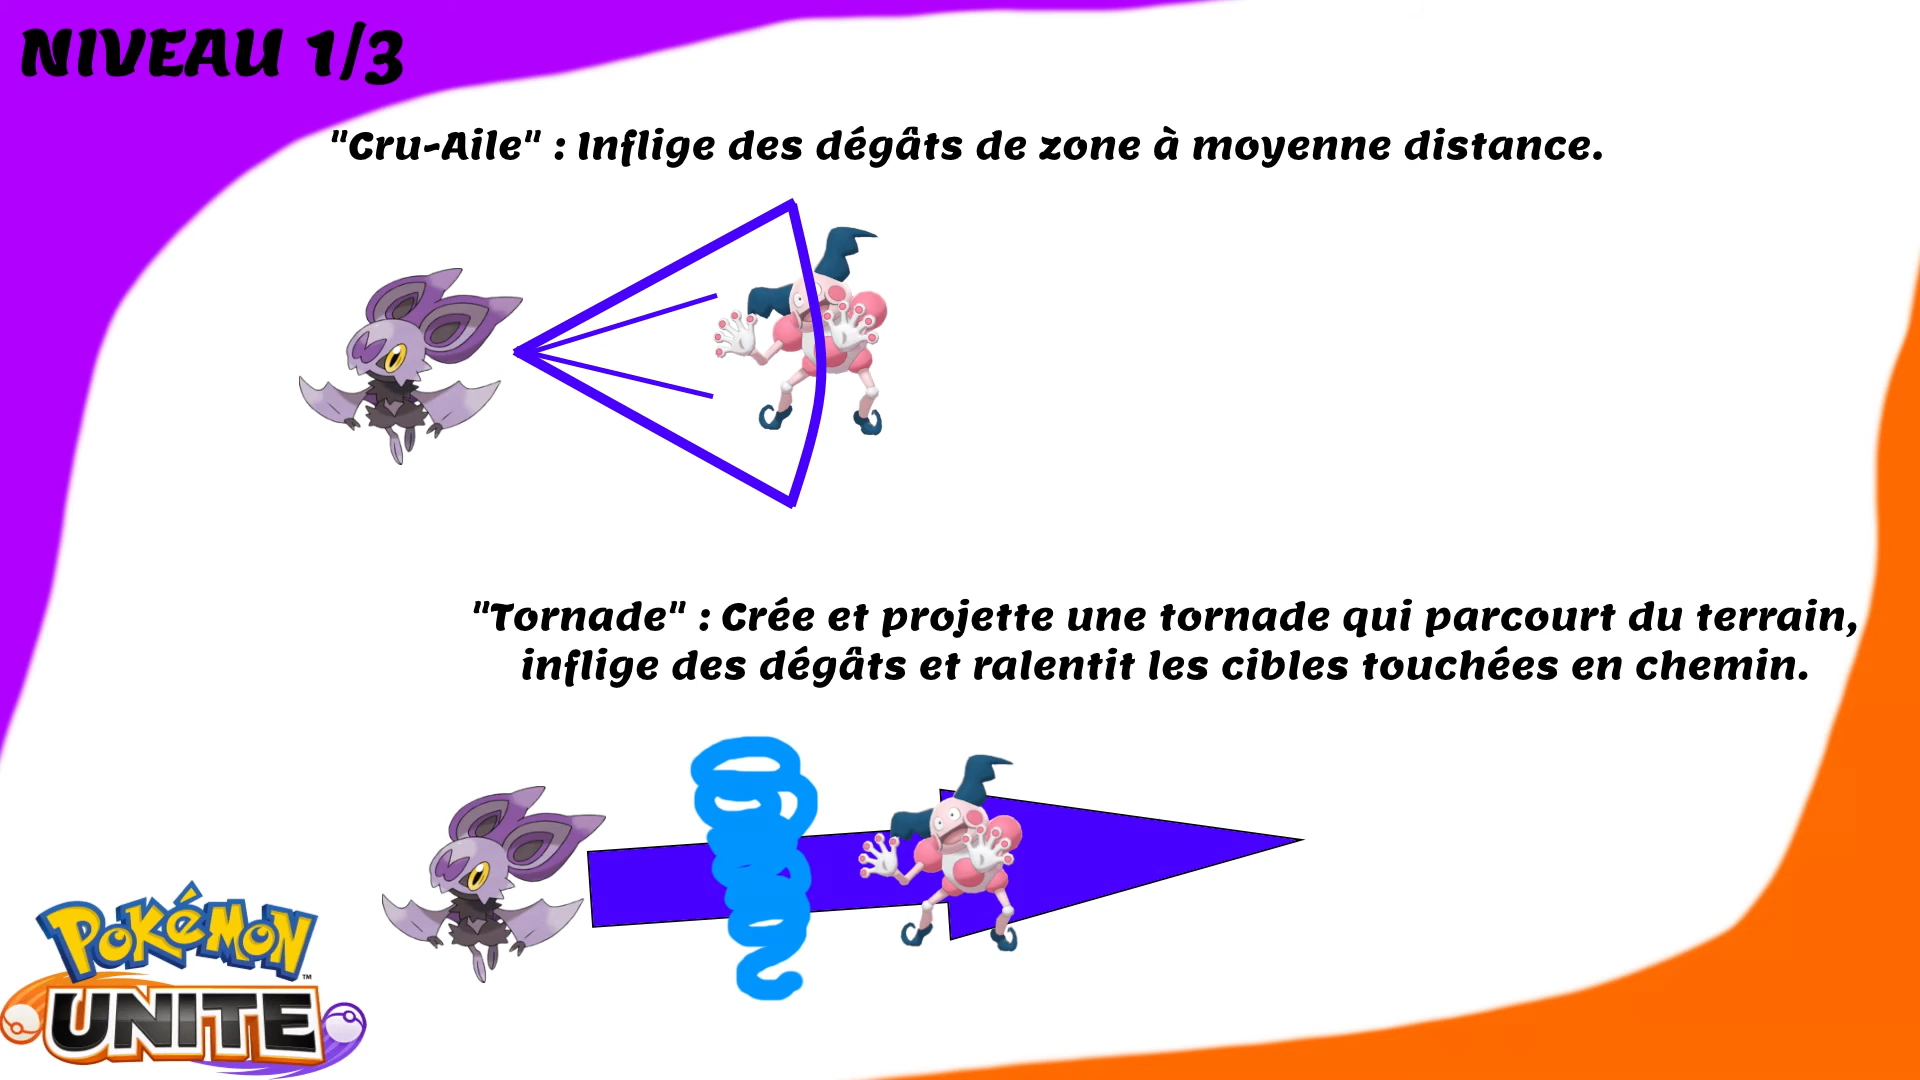 NIVEAU 1/3
"Cru-Aile" : Inflige des dégâts de zone à moyenne distance.
"Tornade" : Crée et projette une tornade qui parcourt du terrain,
inflige des dégâts et ralentit les cibles touchées en chemin.
POKéMON
™
UNITE